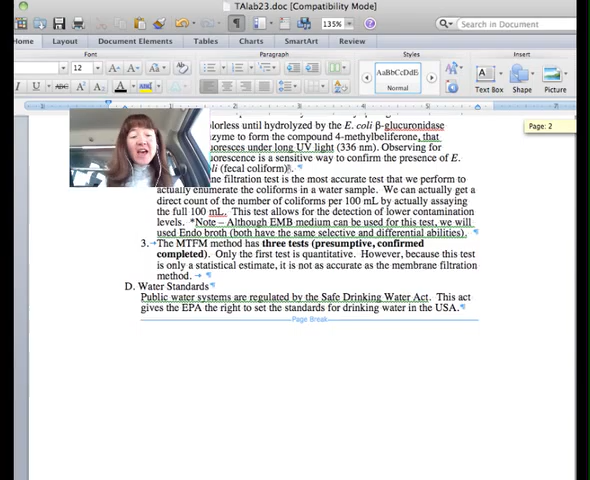 TAlab23.doc [Compatibility Mode]
135%
Search in Document
Home Layout Document Elements Tables Charts SmartArt Review
Font Paragraph Styles Insert
12
AaBbCcDdE
Normal
Text Box Shape Picture
Page: 2
olorless until hydrolyzed by the E. coli β-glucuronidase
zyme to form the compound 4-methylbeliferone, that
uoresces under long UV light (336 nm). Observing for
orescence is a sensitive way to confirm the presence of E.
li (fecal coliform)
ne filtration test is the most accurate test that we perform to
actually enumerate the coliforms in a water sample. We can actually get a
direct count of the number of coliforms per 100 mL by actually assaying
the full 100 mL. This test allows for the detection of lower contamination
levels. *Note – Although EMB medium can be used for this test, we will
used Endo broth (both have the same selective and differential abilities).
3. The MTFM method has three tests (presumptive, confirmed
completed). Only the first test is quantitative. However, because this test
is only a statistical estimate, it is not as accurate as the membrane filtration
method.
D. Water Standards
Public water systems are regulated by the Safe Drinking Water Act. This act
gives the EPA the right to set the standards for drinking water in the USA.
Page Break